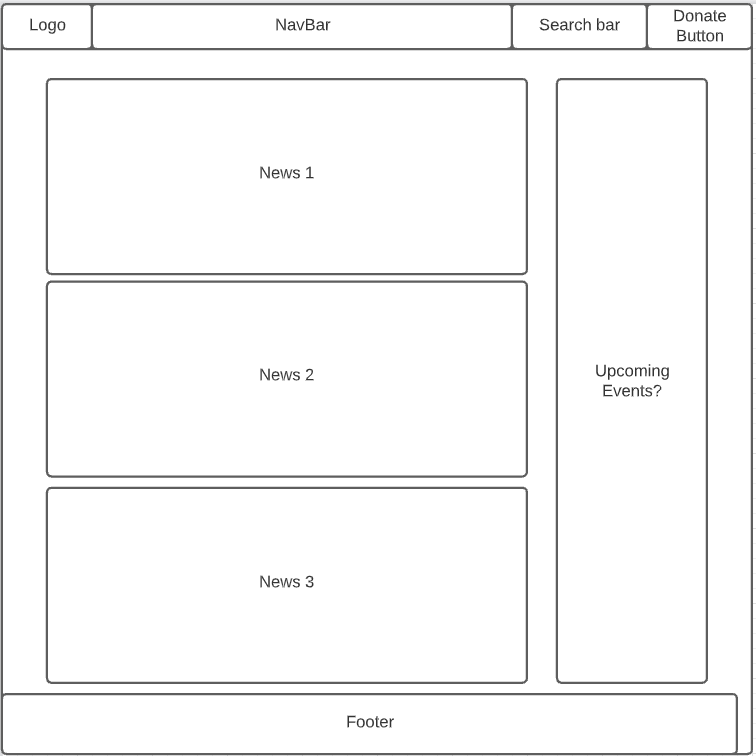 Logo
NavBar
Search bar
Donate
Button
News 1
News 2
Upcoming
Events?
News 3
Footer